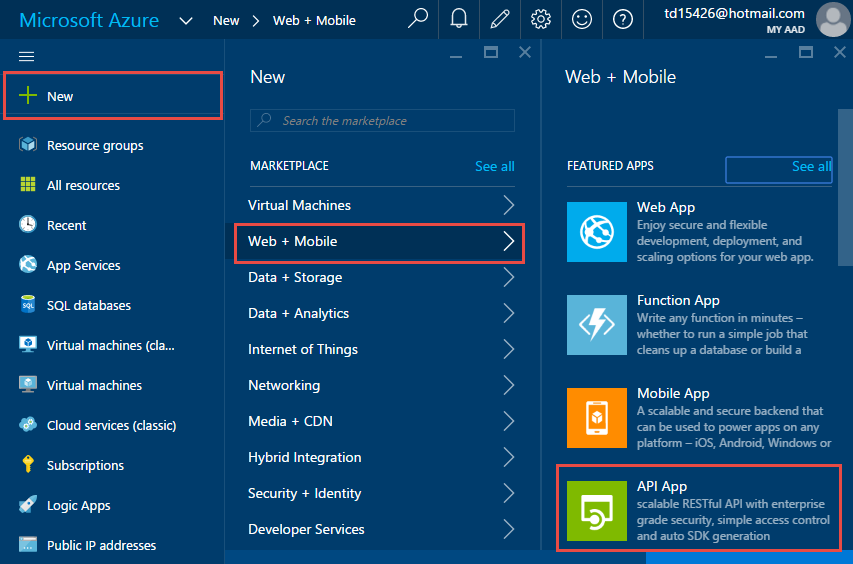 Microsoft Azure
New
Web + Mobile
td15426@hotmail.com
MY AAD
New
Resource groups
All resources
Recent
App Services
SQL databases
Virtual machines (cla...
Virtual machines
Cloud services (classic)
Subscriptions
Logic Apps
Public IP addresses
New
Search the marketplace
MARKETPLACE
See all
Virtual Machines
Web + Mobile
Data + Storage
Data + Analytics
Internet of Things
Networking
Media + CDN
Hybrid Integration
Security + Identity
Developer Services
Web + Mobile
FEATURED APPS
See all
Web App
Enjoy secure and flexible
development, deployment, and
scaling options for your web app.
Function App
Write any function in minutes –
whether to run a simple job that
cleans up a database or build a
Mobile App
A scalable and secure backend that
can be used to power apps on any
platform – iOS, Android, Windows or
API App
scalable RESTful API with enterprise
grade security, simple access control
and auto SDK generation